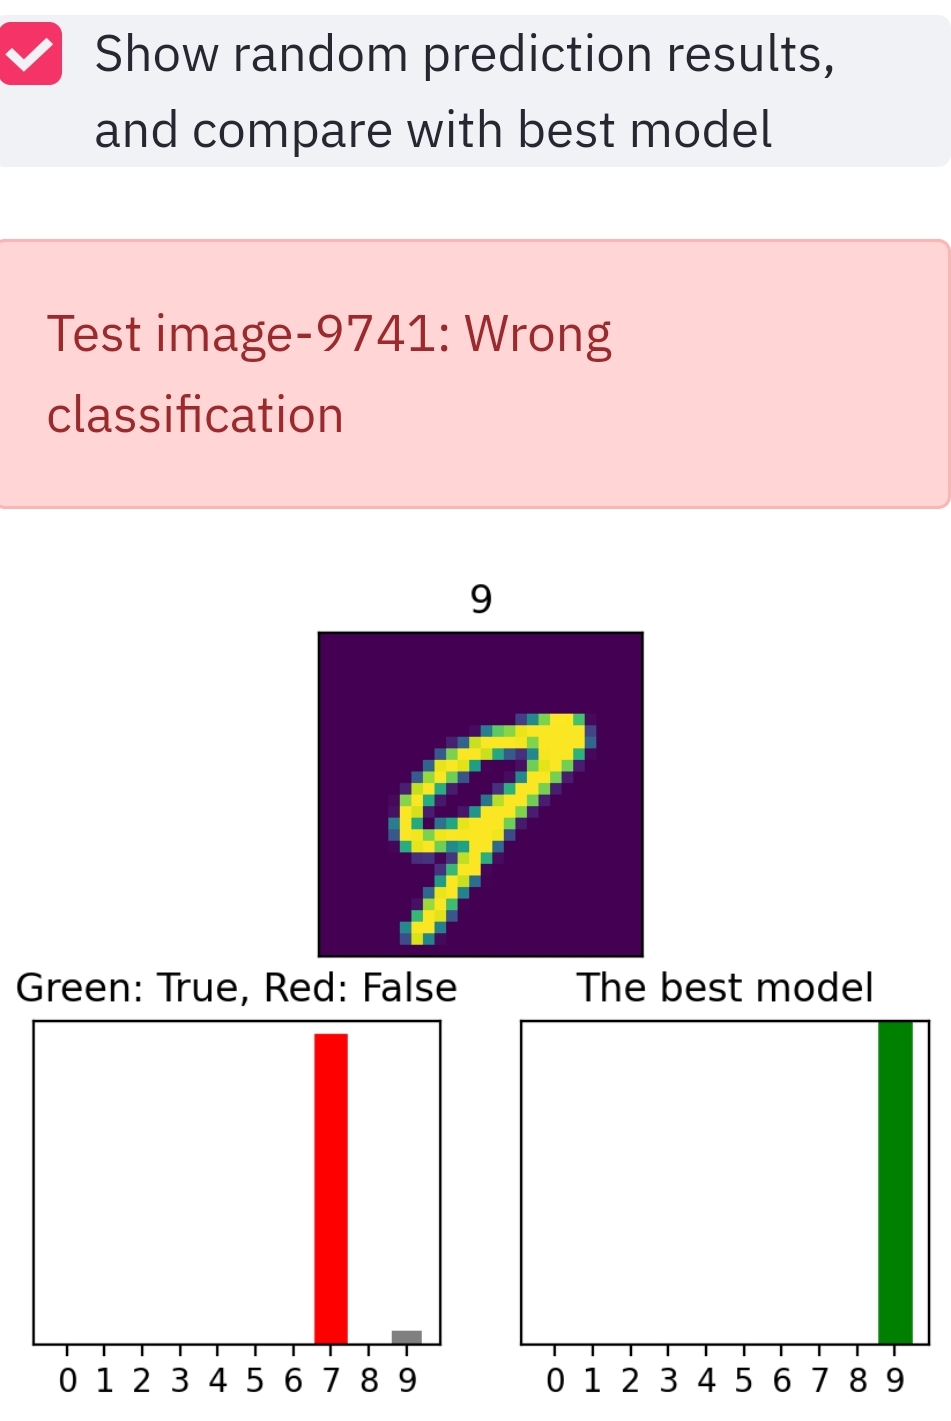 Show random prediction results,
and compare with best model
Test image-9741: Wrong
classification
9
9
Green: True, Red: False
The best model
0 1 2 3 4 5 6 7 8 9
0 1 2 3 4 5 6 7 8 9